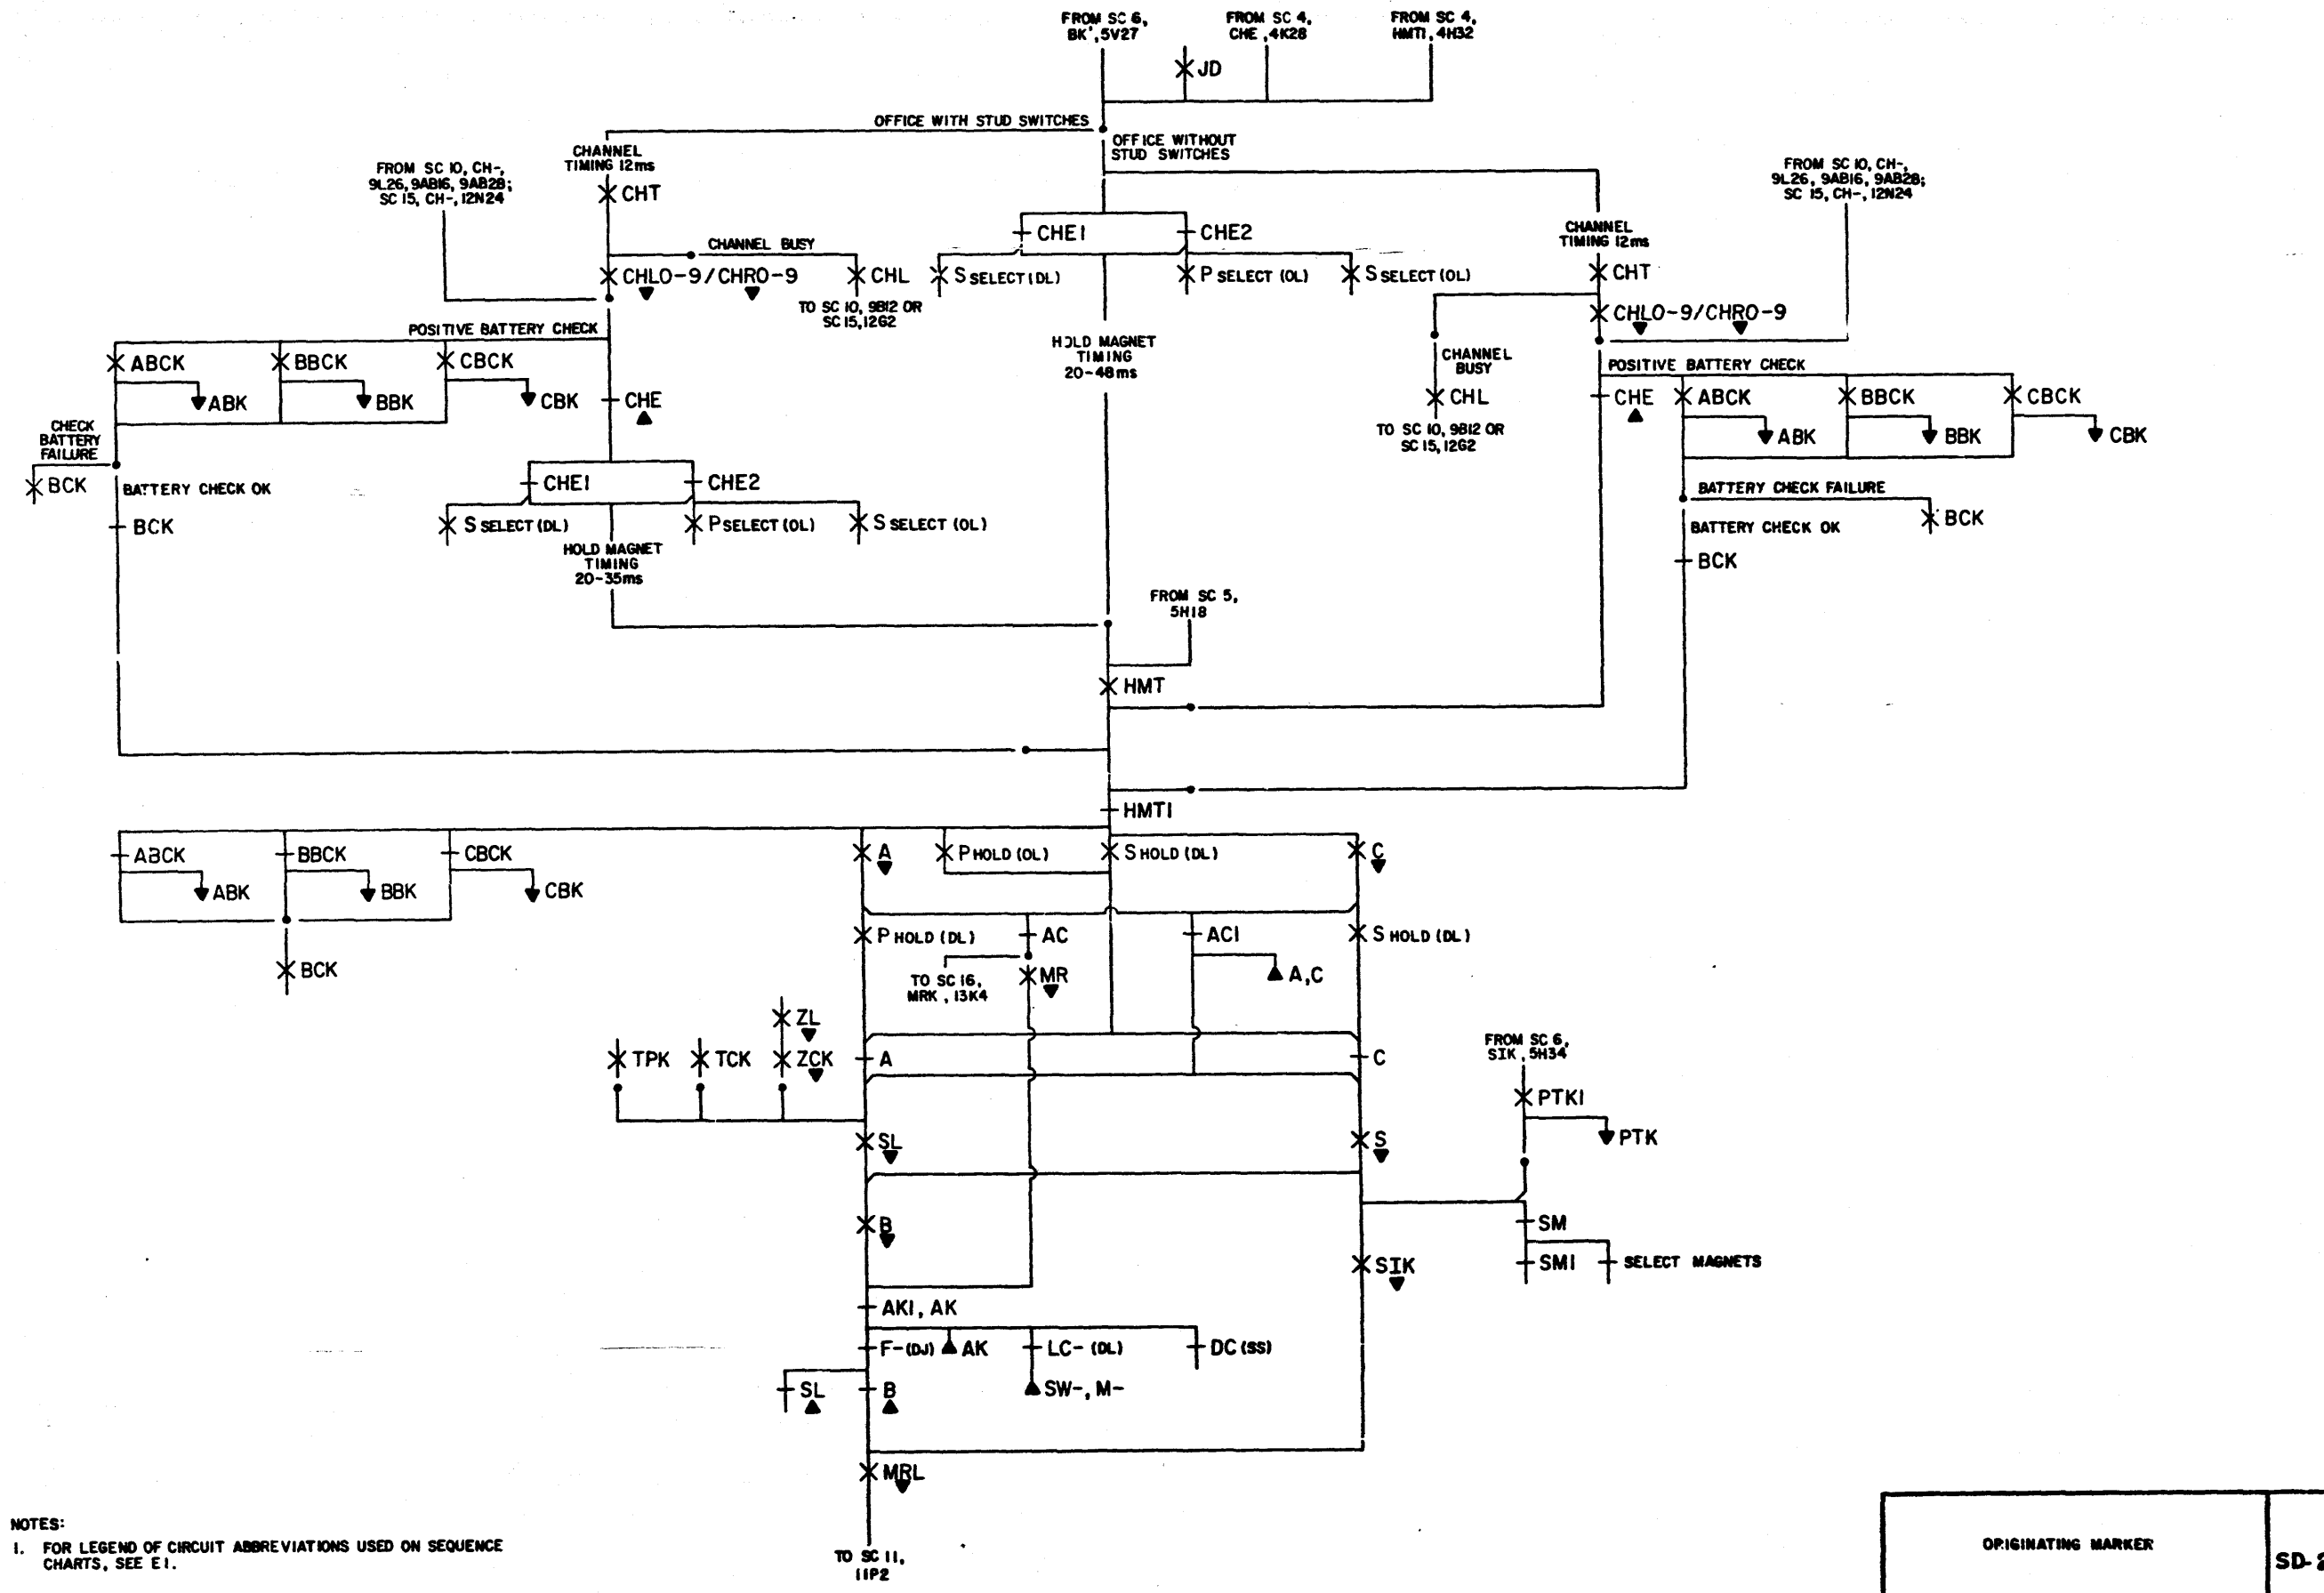 FROM SC 6,
BK', 5V27
FROM SC 4,
CHE, 4K28
FROM SC 4,
HMT1, 4H32
JD
OFFICE WITH STUD SWITCHES
OFFICE WITHOUT
STUD SWITCHES
CHANNEL
TIMING 12ms
FROM SC 10, CH-,
9L26, 9AB16, 9AB28;
SC 15, CH-, 12N24
CHT
CHANNEL BUSY
CHLO-9/CHRO-9
CHL
TO SC 10, 9B12 OR
SC 15, 12G2
CHE1
CHE2
S SELECT (DL)
P SELECT (OL)
S SELECT (OL)
FROM SC 10, CH-,
9L26, 9AB16, 9AB28;
SC 15, CH-, 12N24
CHANNEL
TIMING 12ms
CHT
CHLO-9/CHRO-9
POSITIVE BATTERY CHECK
ABCK
BBCK
CBCK
ABK
BBK
CBK
CHE
CHECK
BATTERY
FAILURE
BCK
BATTERY CHECK OK
BCK
CHE1
CHE2
S SELECT (DL)
P SELECT (OL)
S SELECT (OL)
HOLD MAGNET
TIMING
20-35ms
HOLD MAGNET
TIMING
20-48ms
CHANNEL
BUSY
CHL
TO SC 10, 9B12 OR
SC 15, 12G2
POSITIVE BATTERY CHECK
CHE
ABCK
BBCK
CBCK
ABK
BBK
CBK
BATTERY CHECK FAILURE
BCK
BATTERY CHECK OK
BCK
FROM SC 5,
5H18
HMT
HMT1
ABCK
BBCK
CBCK
ABK
BBK
CBK
BCK
A
P HOLD (OL)
S HOLD (DL)
C
P HOLD (DL)
AC
AC1
S HOLD (DL)
TO SC 16,
MRK, 13K4
MR
A,C
ZL
TPK
TCK
ZCK
A
C
FROM SC 6,
SIK, 5H34
PTK1
PTK
SL
S
B
SM
SM1
SELECT MAGNETS
SIK
AK1, AK
F-(DJ)
AK
LC- (DL)
DC (SS)
SL
B
SW-, M-
MRL
TO SC 11,
11P2
NOTES:
1. FOR LEGEND OF CIRCUIT ABBREVIATIONS USED ON SEQUENCE
CHARTS, SEE E1.
ORIGINATING MARKER
SD-2